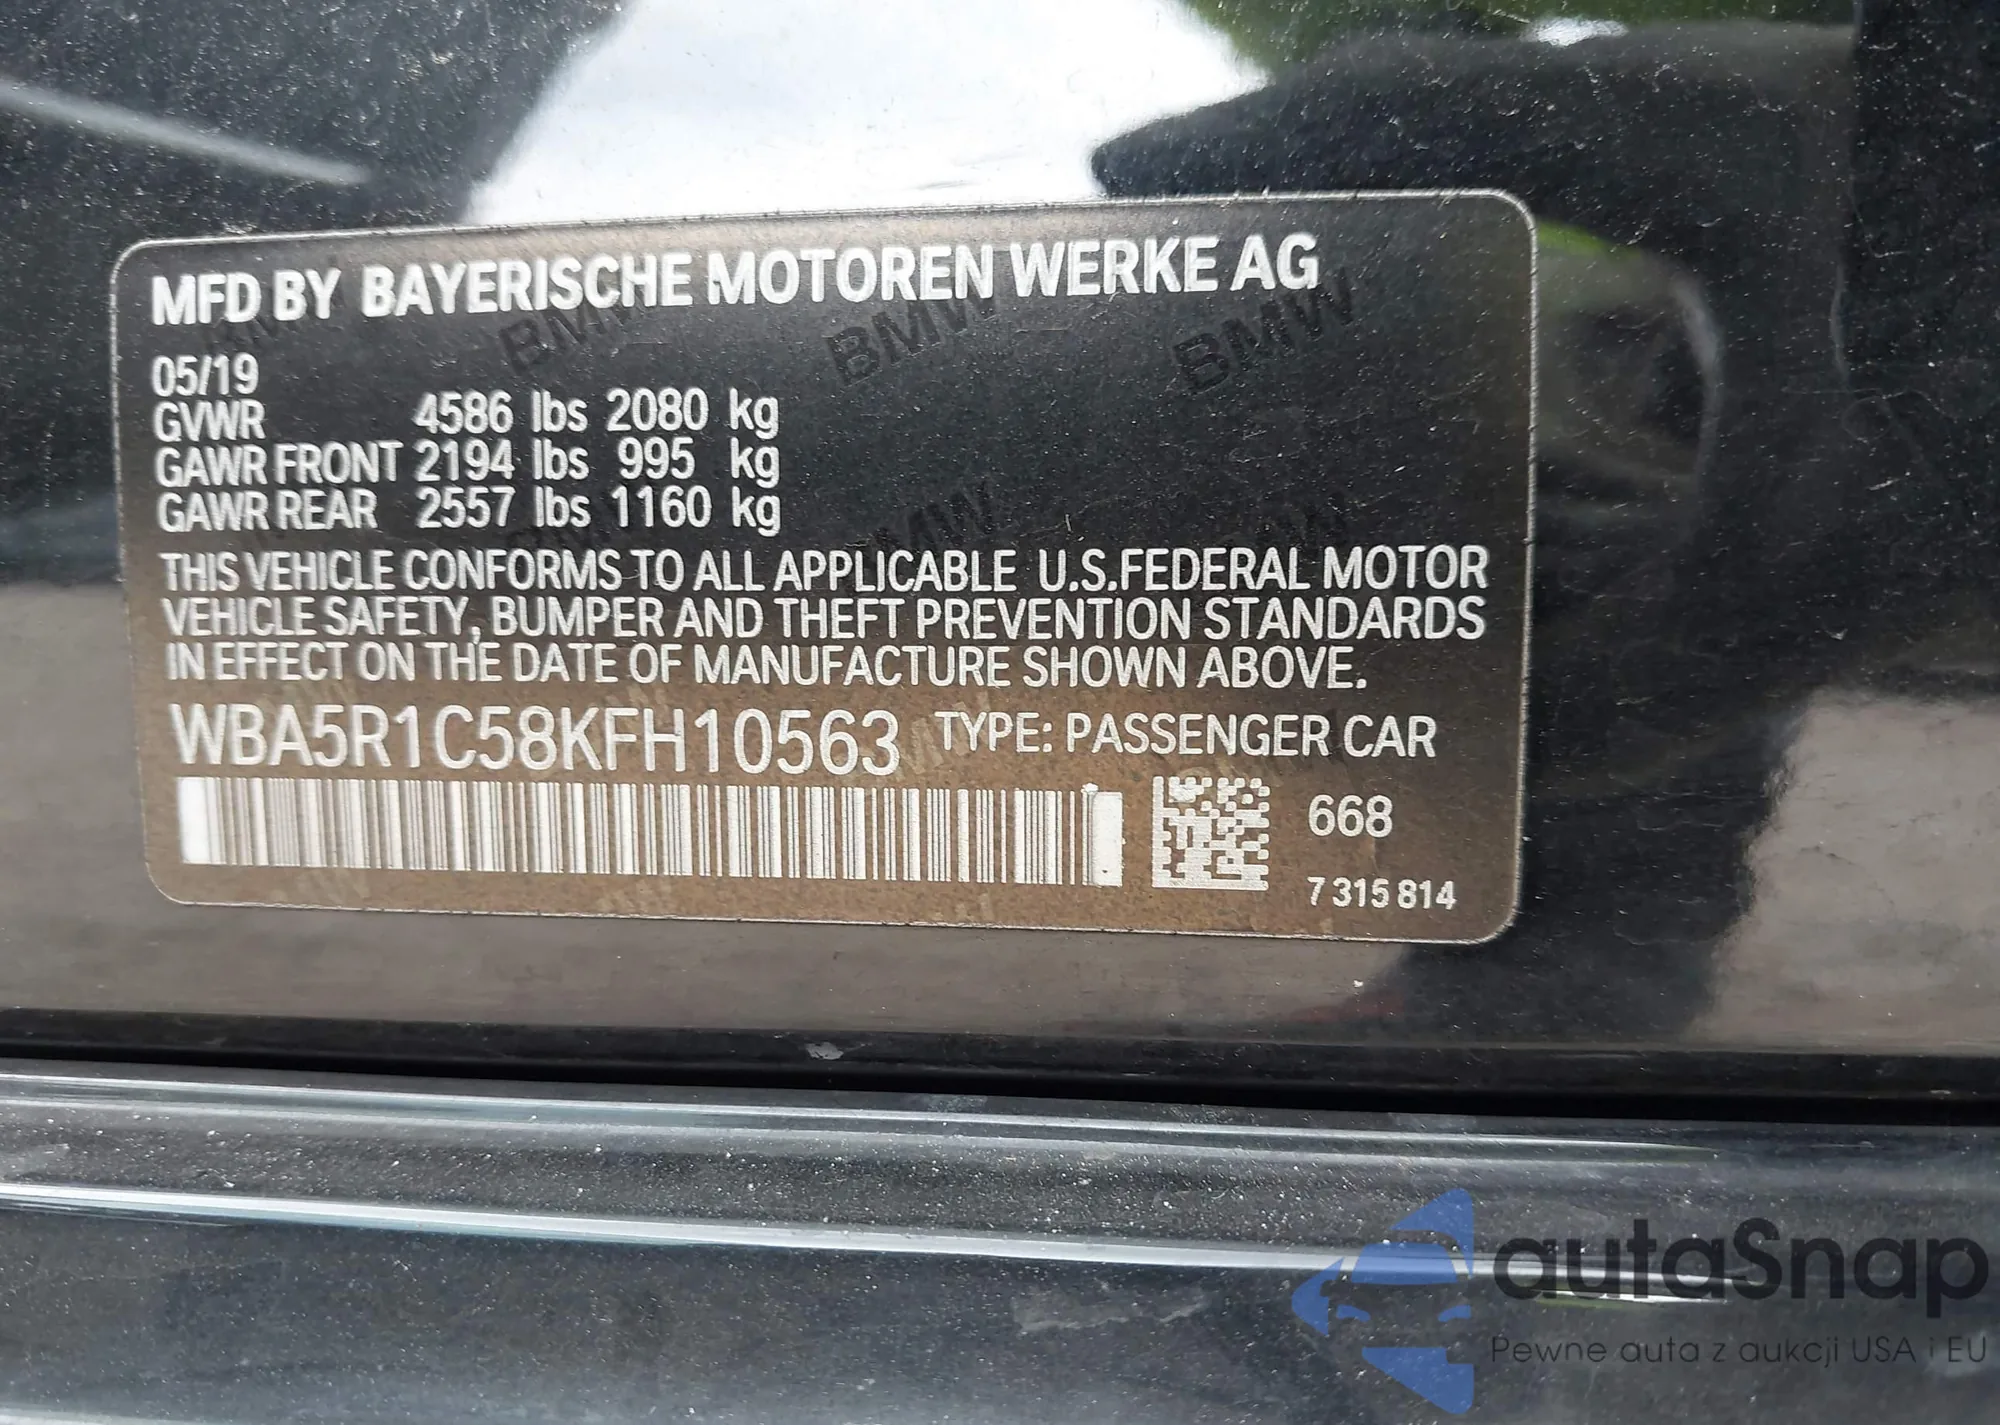 MFD BY BAYERISCHE MOTOREN WERKE AG
05/19
GVWR 4586 lbs 2080 kg
GAWR FRONT 2194 lbs 995 kg
GAWR REAR 2557 lbs 1160 kg
THIS VEHICLE CONFORMS TO ALL APPLICABLE U.S.FEDERAL MOTOR
VEHICLE SAFETY, BUMPER AND THEFT PREVENTION STANDARDS
IN EFFECT ON THE DATE OF MANUFACTURE SHOWN ABOVE.
WBA5R1C58KFH10563 TYPE: PASSENGER CAR
668
7 315 814
autaSnap
Pewne auta z aukcji USA i EU